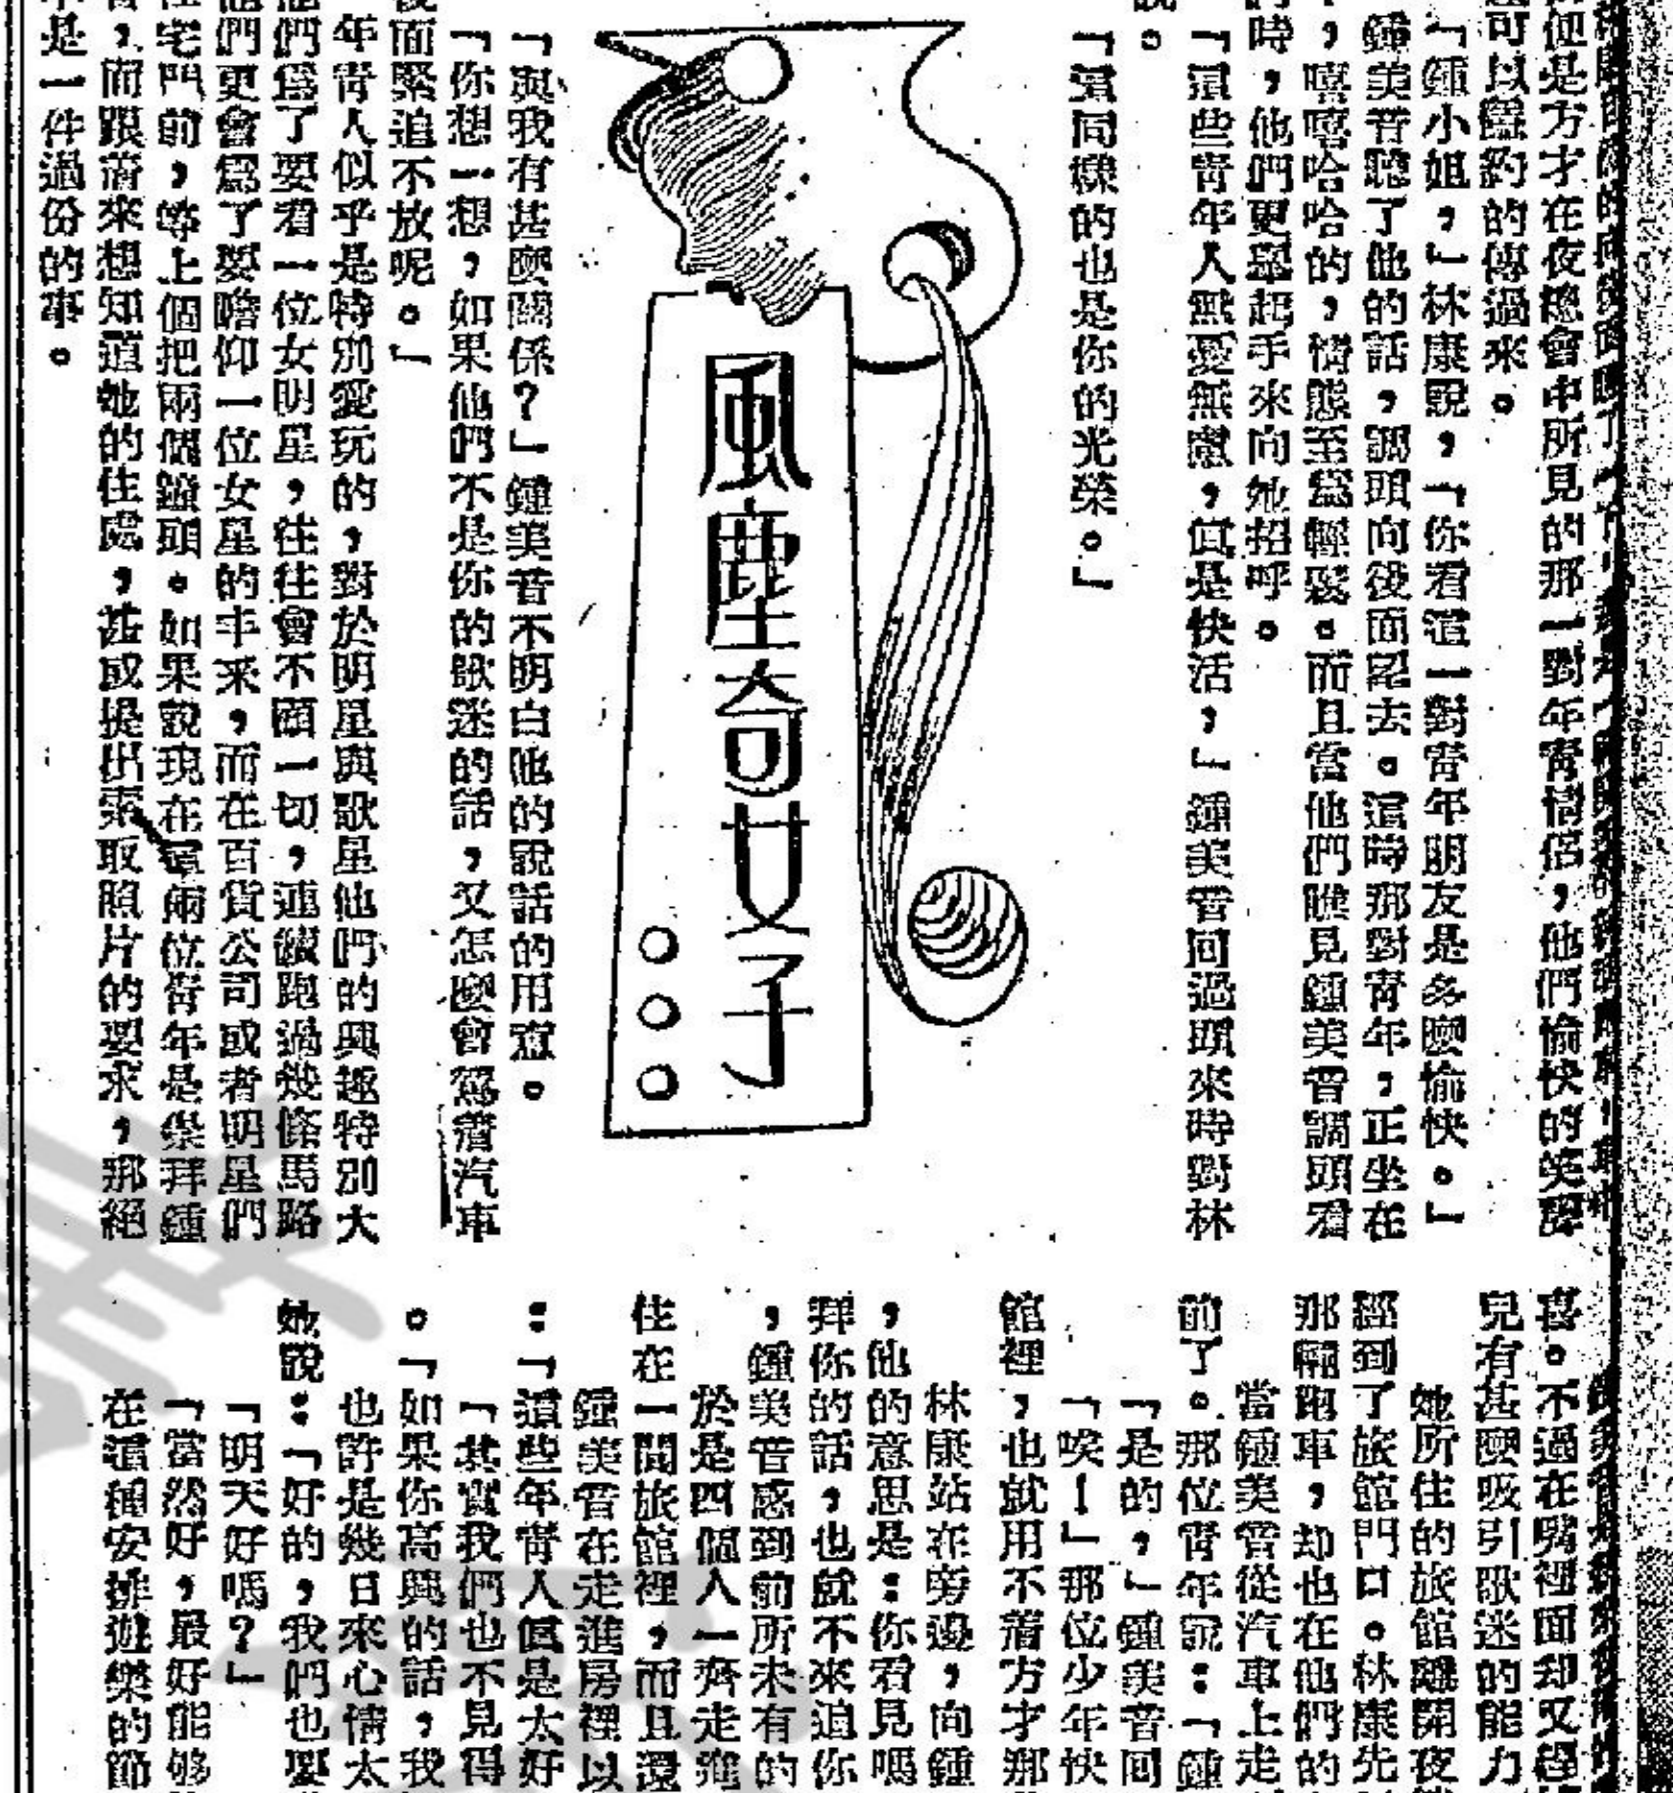 你便是方才在夜總會中所見的那一對年青情侶，他們愉快的笑聲
可以隱約的傳過來。
「鍾小姐，」林康說，「你看這一對青年朋友是多麼愉快。」
鍾美音聽了他的話，調頭向後面望去。這時那對青年，正坐在
，嘻嘻哈哈的，情態至為輕鬆。而且當他們瞧見鍾美音調頭看
時，他們更舉起手來向她招呼。
「這些青年人無憂無慮，真是快活，」鍾美音回過頭來時對林
說。
「這同樣的也是你的光榮。」
風塵奇女子
○○○
「與我有甚麼關係？」鍾美音不明白他的說話的用意。
「你想一想，如果他們不是你的歌迷的話，又怎麼會駕着汽車
後面緊追不放呢。」
年青人似乎是特別愛玩的，對於明星與歌星他們的興趣特別大
他們為了要看一位女明星，往往會不顧一切，連續跑過幾條馬路
他們更會為了要瞻仰一位女星的丰采，而在百貨公司或者明星們
住宅門前，等上個把兩個鐘頭。如果說現在這兩位青年是崇拜鍾
，而跟着來想知道她的住處，甚或提出索取照片的要求，那絕
不是一件過份的事。
喜。不過在嘴裡面却又
兒有甚麼吸引歌迷的能力
她所住的旅館離開夜
經到了旅館門口。林康先
那輛跑車，却也在他們的
當鍾美音從汽車上走
前了。那位青年說：「鍾
「是的，」鍾美音回
「唉！」那位少年快
館裡，也就用不着方才那
林康站在旁邊，向鍾
，他的意思是：你看見嗎
拜你的話，也就不來追你
，鍾美音感到前所未有的
於是四個人一齊走進
住在一間旅館裡，而且還
鍾美音在走進房裡以
：「這些年青人真是太好
「其實我們也不見得
。「如果你高興的話，我
也許是幾日來心情太
她說：「好的，我們也要
「明天好嗎？」
「當然好，最好能够
在這種安排遊樂的節